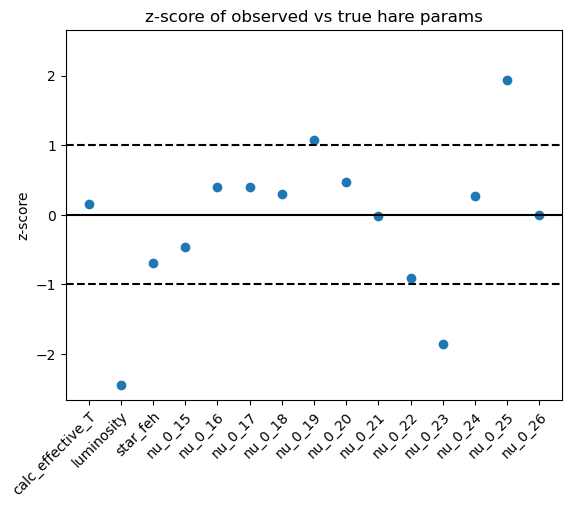 z-score of observed vs true hare params
z-score
2
1
0
−1
−2
calc_effective_T
luminosity
star_feh
nu_0_15
nu_0_16
nu_0_17
nu_0_18
nu_0_19
nu_0_20
nu_0_21
nu_0_22
nu_0_23
nu_0_24
nu_0_25
nu_0_26